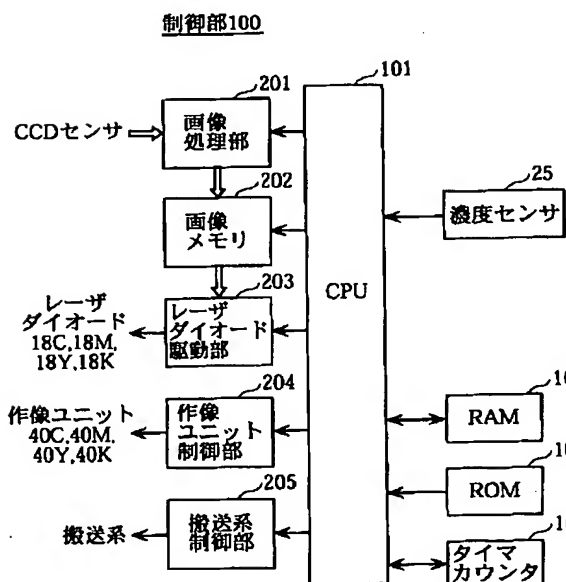 制御部100
201
101
CCDセンサ
画像
処理部
202
25
画像
メモリ
濃度センサ
203
CPU
レーザ
ダイオード
18C,18M,
18Y,18K
レーザ
ダイオード
駆動部
204
作像ユニット
40C,40M,
40Y,40K
作像
ユニット
制御部
RAM
205
ROM
搬送系
搬送系
制御部
タイマ
カウンタ